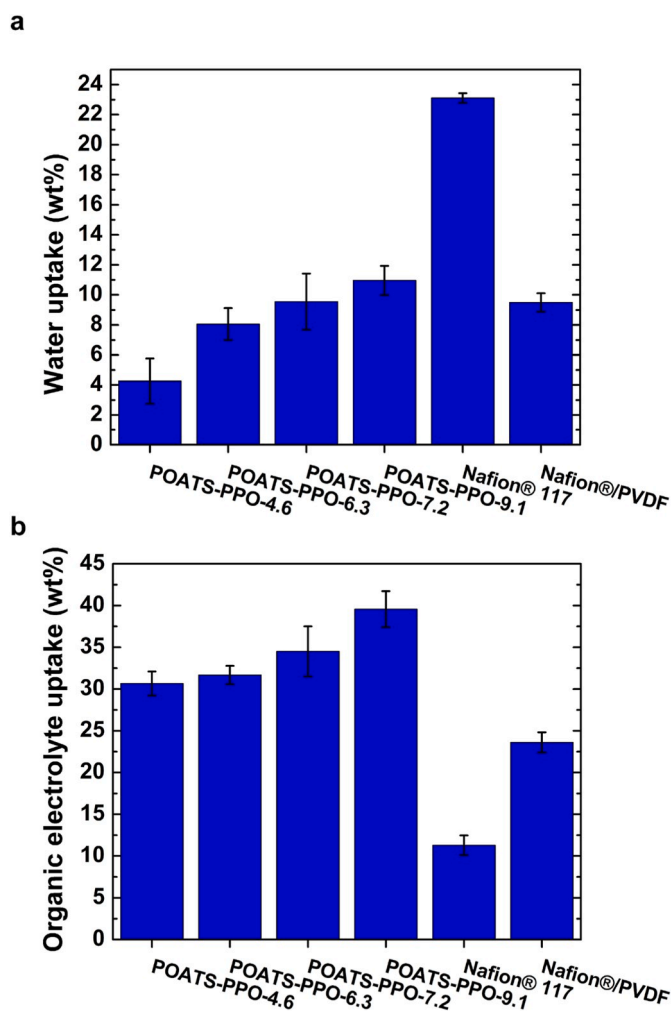 a
Water uptake (wt%)
24
22
20
18
16
14
12
10
8
6
4
2
0
POATS-PPO-4.6
POATS-PPO-6.3
POATS-PPO-7.2
POATS-PPO-9.1
Nafion® 117
Nafion®/PVDF
b
Organic electrolyte uptake (wt%)
45
40
35
30
25
20
15
10
5
0
POATS-PPO-4.6
POATS-PPO-6.3
POATS-PPO-7.2
POATS-PPO-9.1
Nafion® 117
Nafion®/PVDF